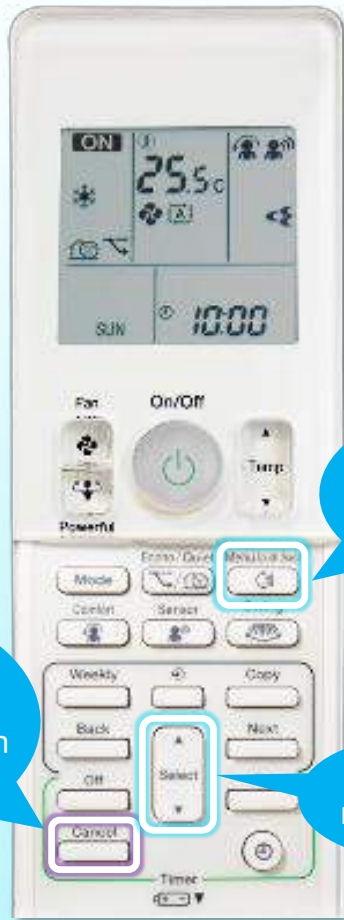 ON
25.5c
A
SUN
10:00
Fan
On/Off
Temp
Powerful
Econo/Quiet
Mode
Comfort
Sensor
Weekly
Copy
Back
Next
Off
Select
Cancel
Timer